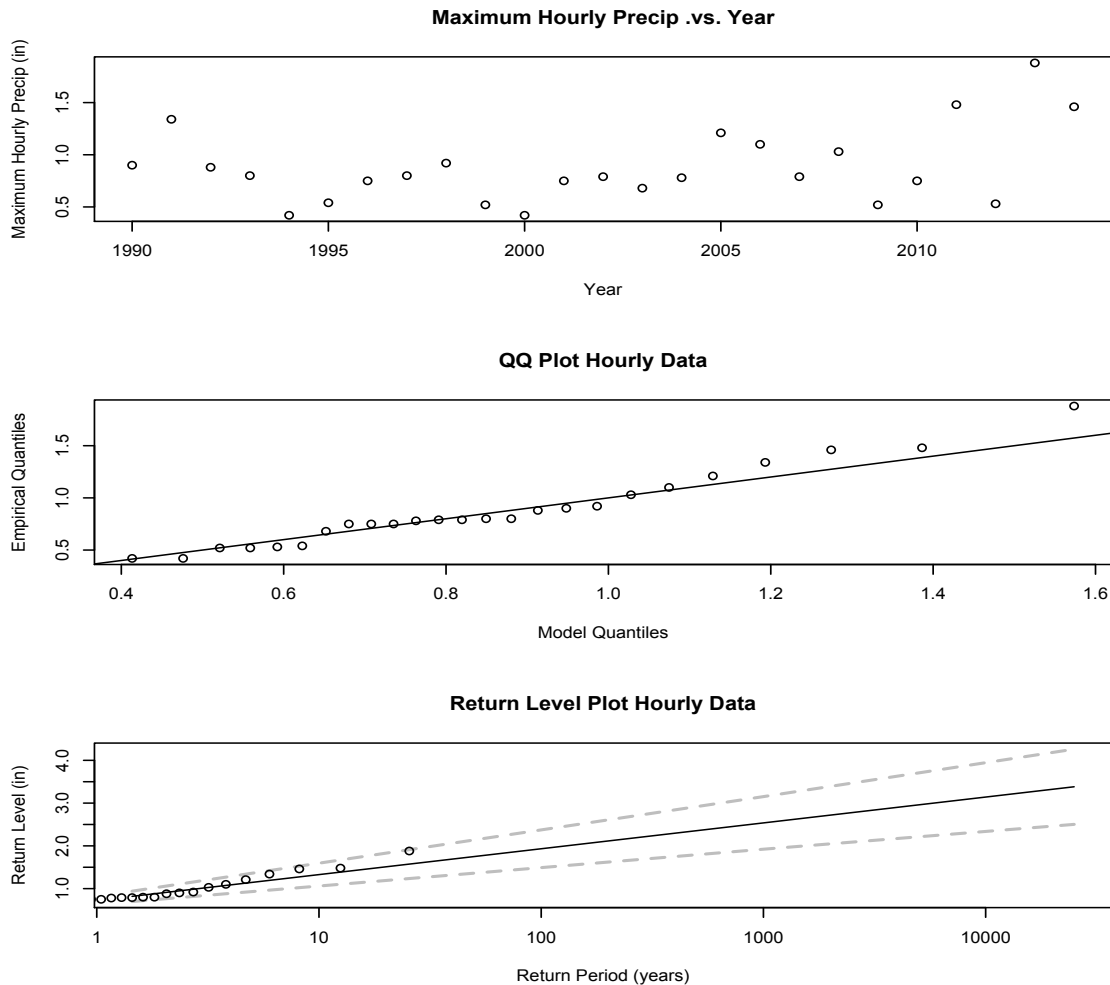 Maximum Hourly Precip .vs. Year
Maximum Hourly Precip (in)
1.5
1.0
0.5
1990 1995 2000 2005 2010
Year
QQ Plot Hourly Data
Empirical Quantiles
1.5
1.0
0.5
0.4 0.6 0.8 1.0 1.2 1.4 1.6
Model Quantiles
Return Level Plot Hourly Data
Return Level (in)
4.0
3.0
2.0
1.0
1 10 100 1000 10000
Return Period (years)